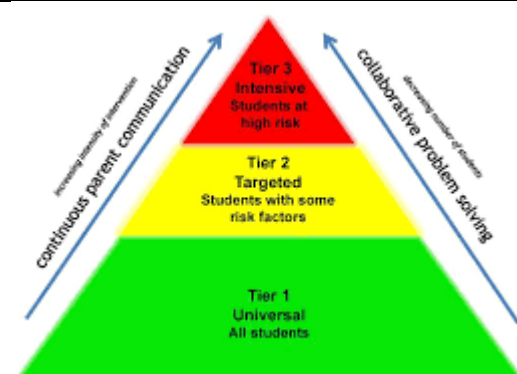 increasing intensity of intervention
continuous parent communication
decreasing number of students
collaborative problem solving
Tier 3
Intensive
Students at
high risk
Tier 2
Targeted
Students with some
risk factors
Tier 1
Universal
All students